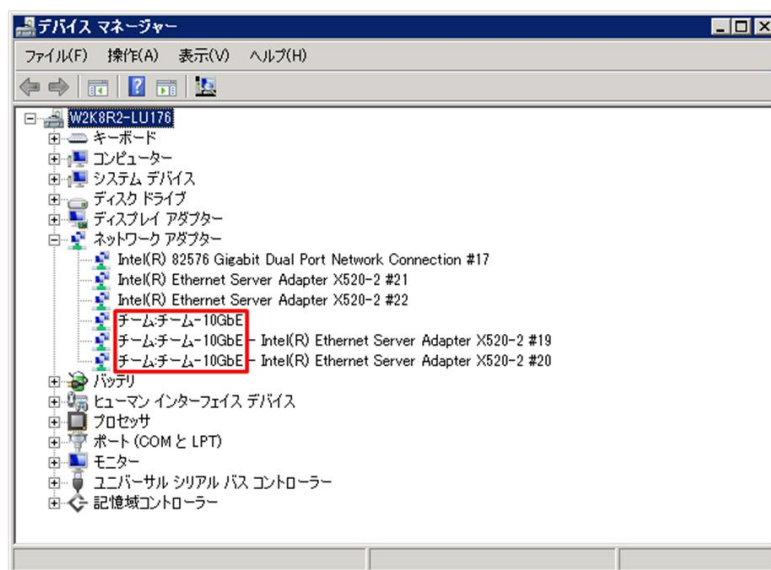 デバイス マネージャー
ファイル(F) 操作(A) 表示(V) ヘルプ(H)
W2K8R2-LU176
キーボード
コンピューター
システム デバイス
ディスク ドライブ
ディスプレイ アダプター
ネットワーク アダプター
Intel(R) 82576 Gigabit Dual Port Network Connection #17
Intel(R) Ethernet Server Adapter X520-2 #21
Intel(R) Ethernet Server Adapter X520-2 #22
チーム:チーム-10GbE
チーム:チーム-10GbE - Intel(R) Ethernet Server Adapter X520-2 #19
チーム:チーム-10GbE - Intel(R) Ethernet Server Adapter X520-2 #20
バッテリ
ヒューマン インターフェイス デバイス
プロセッサ
ポート (COM と LPT)
モニター
ユニバーサル シリアル バス コントローラー
記憶域コントローラー